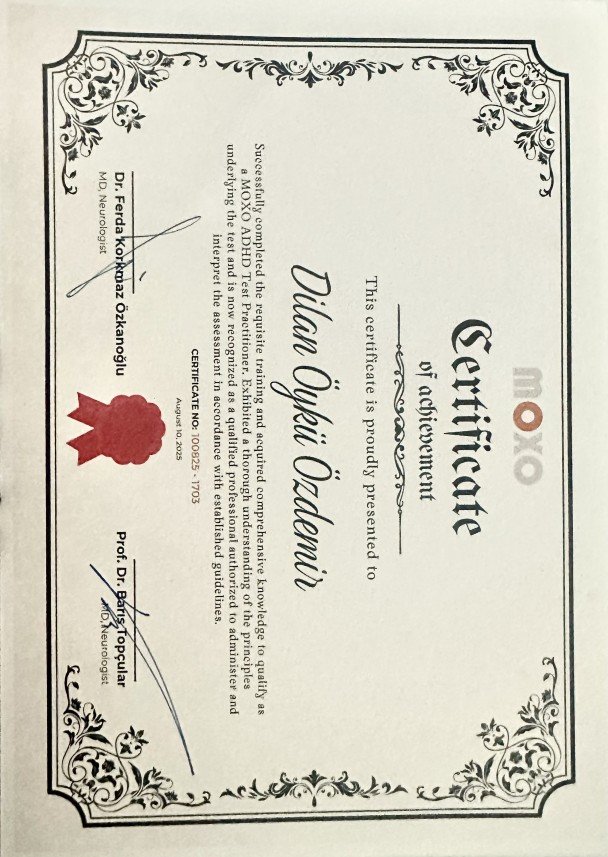 moxo
Certificate
of achievement
This certificate is proudly presented to
Dilan Öykü Özdemir
Successfully completed the requisite training and acquired comprehensive knowledge to qualify as
a MOXO ADHD Test Practitioner. Exhibited a thorough understanding of the principles
underlying the test and is now recognized as a qualified professional authorized to administer and
interpret the assessment in accordance with established guidelines.
CERTIFICATE NO: 100825 - 1703
August 10, 2025
Dr. Ferda Korkmaz Özkanoğlu
MD, Neurologist
Prof. Dr. Barış Topçular
MD, Neurologist